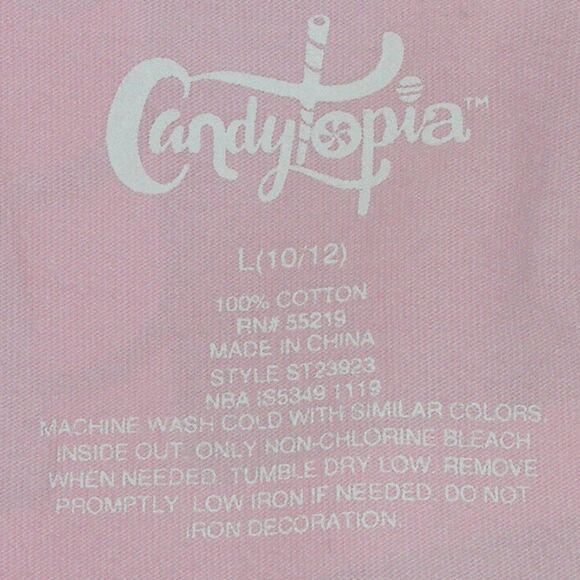 Candytopia™
L(10/12)
100% COTTON
RN# 55219
MADE IN CHINA
STYLE ST23923
NBA IS5349 1119
MACHINE WASH COLD WITH SIMILAR COLORS,
INSIDE OUT. ONLY NON-CHLORINE BLEACH
WHEN NEEDED. TUMBLE DRY LOW. REMOVE
PROMPTLY. LOW IRON IF NEEDED. DO NOT
IRON DECORATION.